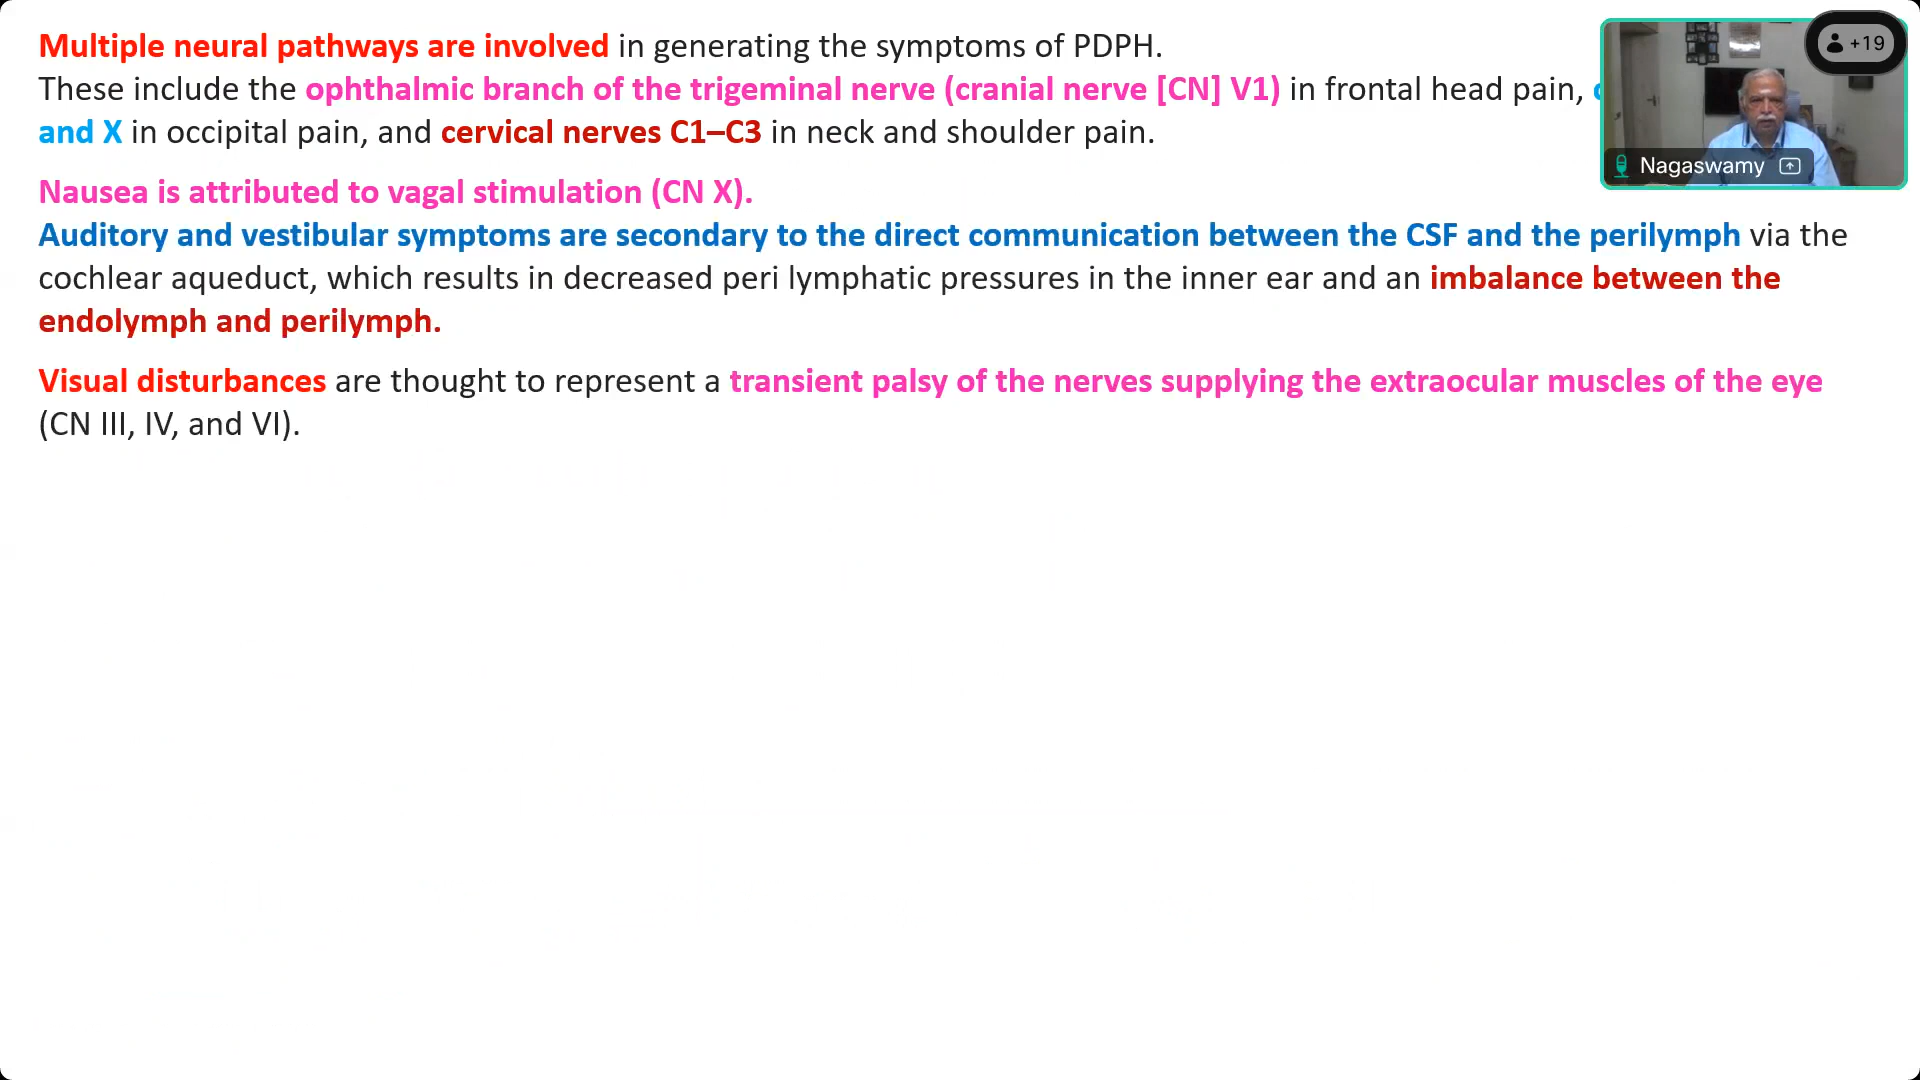 Multiple neural pathways are involved in generating the symptoms of PDPH.
These include the ophthalmic branch of the trigeminal nerve (cranial nerve [CN] V1) in frontal head pain,
and X in occipital pain, and cervical nerves C1–C3 in neck and shoulder pain.
Nausea is attributed to vagal stimulation (CN X).
Auditory and vestibular symptoms are secondary to the direct communication between the CSF and the perilymph via the
cochlear aqueduct, which results in decreased peri lymphatic pressures in the inner ear and an imbalance between the
endolymph and perilymph.
Visual disturbances are thought to represent a transient palsy of the nerves supplying the extraocular muscles of the eye
(CN III, IV, and VI).
+19
Nagaswamy